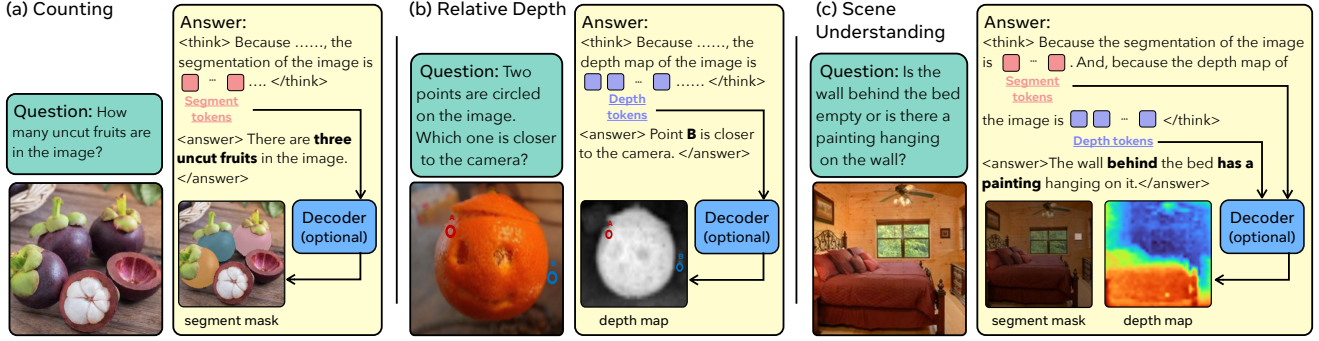 (a) Counting
Question: How
many uncut fruits are
in the image?
Answer:
<think> Because ……, the
segmentation of the image is
... …. </think>
Segment
tokens
<answer> There are three
uncut fruits in the image.
</answer>
Decoder
(optional)
segment mask
(b) Relative Depth
Question: Two
points are circled
on the image.
Which one is closer
to the camera?
A
B
Answer:
<think> Because ……, the
depth map of the image is
... …… </think>
Depth
tokens
<answer> Point B is closer
to the camera. </answer>
A
B
Decoder
(optional)
depth map
(c) Scene
Understanding
Question: Is the
wall behind the bed
empty or is there a
painting hanging
on the wall?
Answer:
<think> Because the segmentation of the image
is ... . And, because the depth map of
Segment
tokens
the image is ... </think>
Depth tokens
<answer>The wall behind the bed has a
painting hanging on it.</answer>
Decoder
(optional)
segment mask
depth map